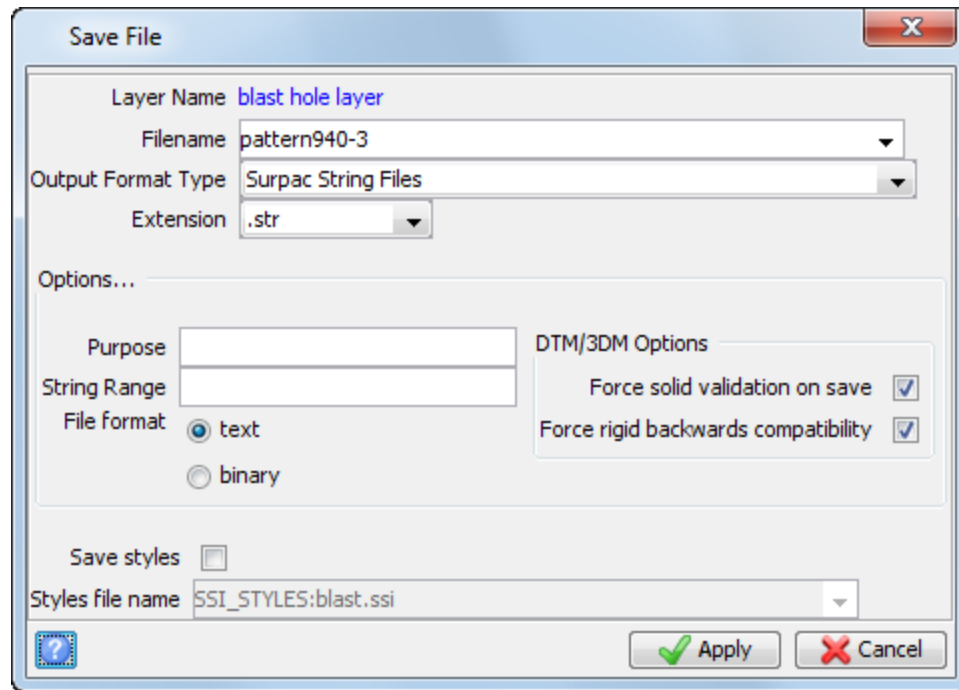 Save File
Layer Name blast hole layer
Filename pattern940-3
Output Format Type Surpac String Files
Extension .str
Options...
Purpose
DTM/3DM Options
String Range
Force solid validation on save
File format text
Force rigid backwards compatibility
binary
Save styles
Styles file name SSI_STYLES:blast.ssi
? Apply Cancel